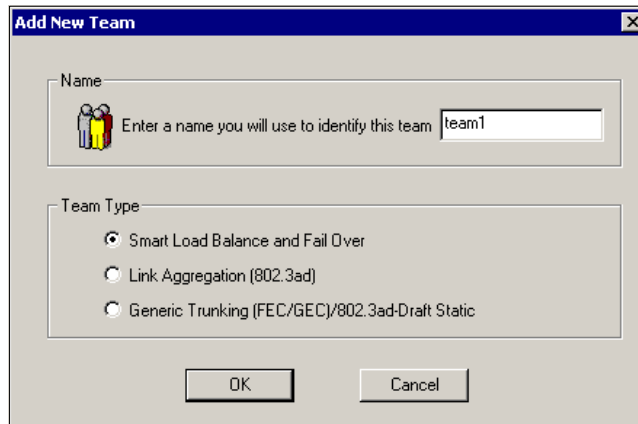 Add New Team
Name
Enter a name you will use to identify this team
team1
Team Type
Smart Load Balance and Fail Over
Link Aggregation (802.3ad)
Generic Trunking (FEC/GEC)/802.3ad-Draft Static
OK
Cancel